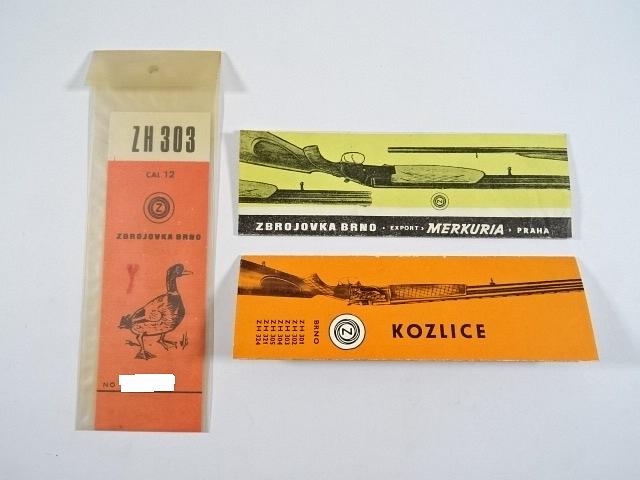 ZH 303
CAL 12
Z
ZBROJOVKA BRNO
NO
ZBROJOVKA BRNO • EXPORT > MERKURIA • PRAHA
BRNO
ZH 301
ZH 302
ZH 303
ZH 304
ZH 305
ZH 321
ZH 324
Z
KOZLICE